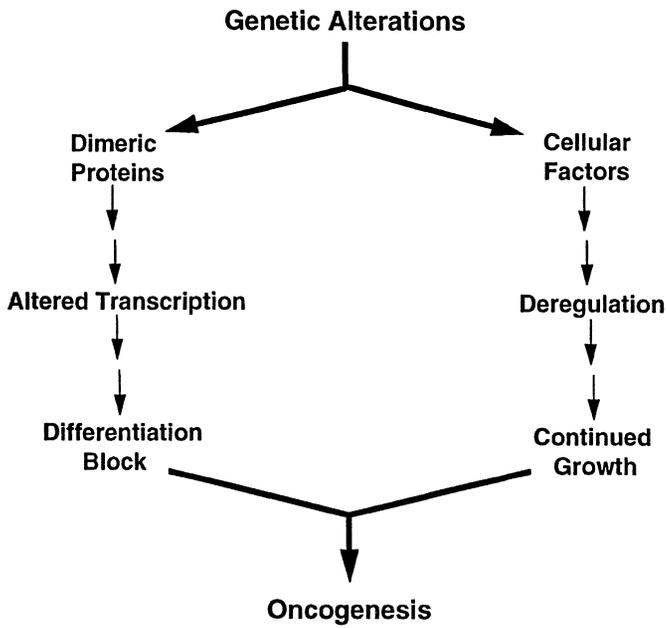 Genetic Alterations
Dimeric
Proteins
Cellular
Factors
Altered Transcription
Deregulation
Differentiation
Block
Continued
Growth
Oncogenesis